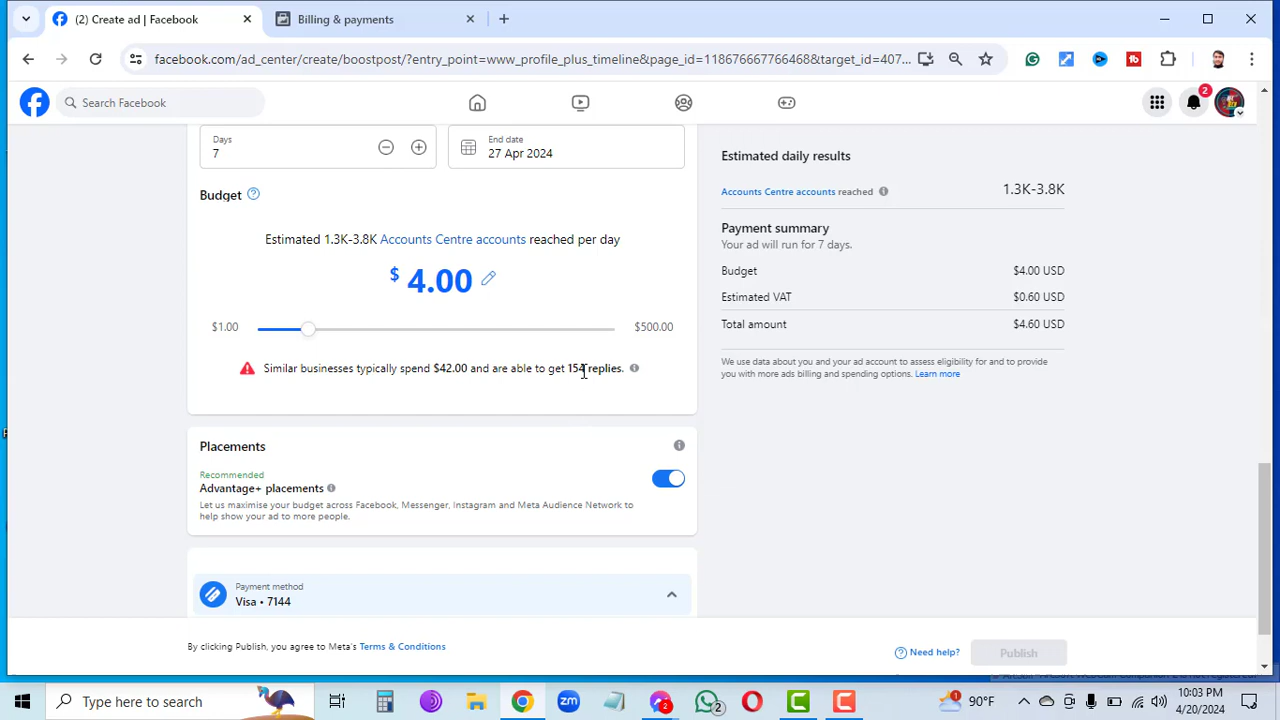 (2) Create ad | Facebook
Billing & payments
facebook.com/ad_center/create/boostpost/?entry_point=www_profile_plus_timeline&page_id=118676667766468&target_id=407...
Search Facebook
2
Days
7
End date
27 Apr 2024
Budget
Estimated 1.3K-3.8K Accounts Centre accounts reached per day
$ 4.00
$1.00
$500.00
Similar businesses typically spend $42.00 and are able to get 154 replies.
Placements
Recommended
Advantage+ placements
Let us maximise your budget across Facebook, Messenger, Instagram and Meta Audience Network to
help show your ad to more people.
Payment method
Visa • 7144
Estimated daily results
Accounts Centre accounts reached
1.3K-3.8K
Payment summary
Your ad will run for 7 days.
Budget
$4.00 USD
Estimated VAT
$0.60 USD
Total amount
$4.60 USD
We use data about you and your ad account to assess eligibility for and to provide
you with more ads billing and spending options. Learn more
By clicking Publish, you agree to Meta's Terms & Conditions
Need help?
Publish
Type here to search
2
2
90°F
10:03 PM
4/20/2024